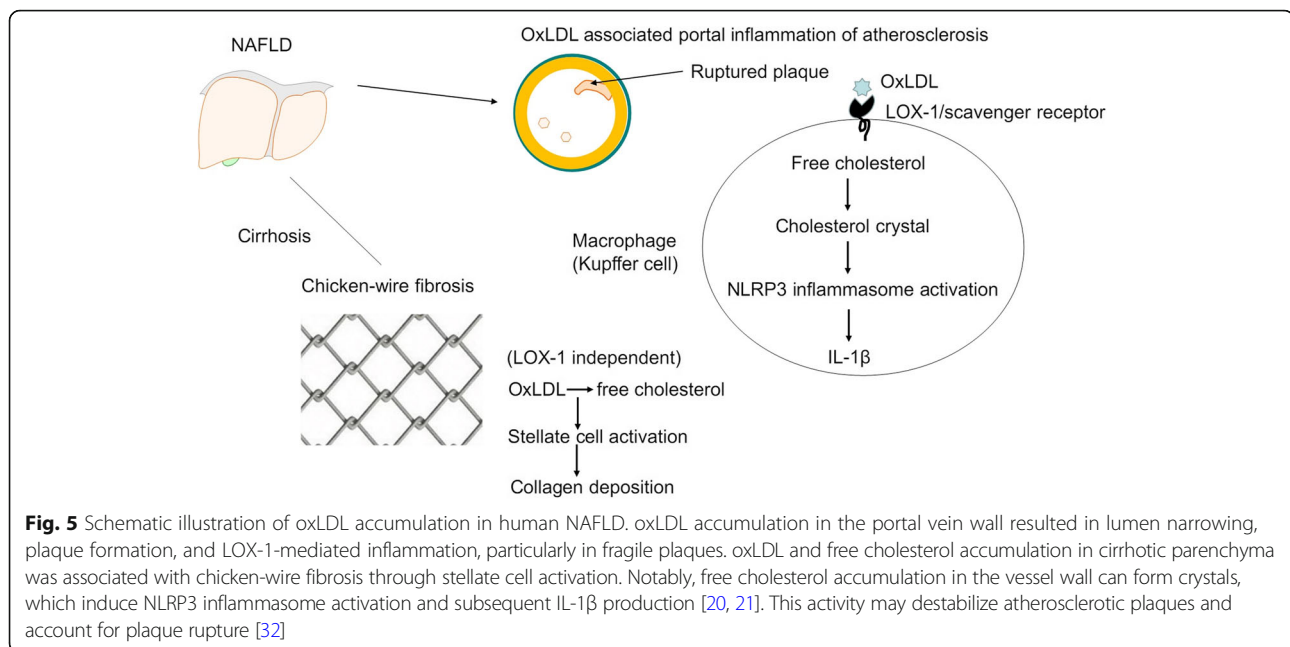 NAFLD
OxLDL associated portal inflammation of atherosclerosis
Ruptured plaque
OxLDL
LOX-1/scavenger receptor
Free cholesterol
Cholesterol crystal
Macrophage
(Kupffer cell)
NLRP3 inflammasome activation
IL-1β
Cirrhosis
Chicken-wire fibrosis
(LOX-1 independent)
OxLDL free cholesterol
Stellate cell activation
Collagen deposition
Fig. 5 Schematic illustration of oxLDL accumulation in human NAFLD. oxLDL accumulation in the portal vein wall resulted in lumen narrowing,
plaque formation, and LOX-1-mediated inflammation, particularly in fragile plaques. oxLDL and free cholesterol accumulation in cirrhotic parenchyma
was associated with chicken-wire fibrosis through stellate cell activation. Notably, free cholesterol accumulation in the vessel wall can form crystals,
which induce NLRP3 inflammasome activation and subsequent IL-1β production [20, 21]. This activity may destabilize atherosclerotic plaques and
account for plaque rupture [32]